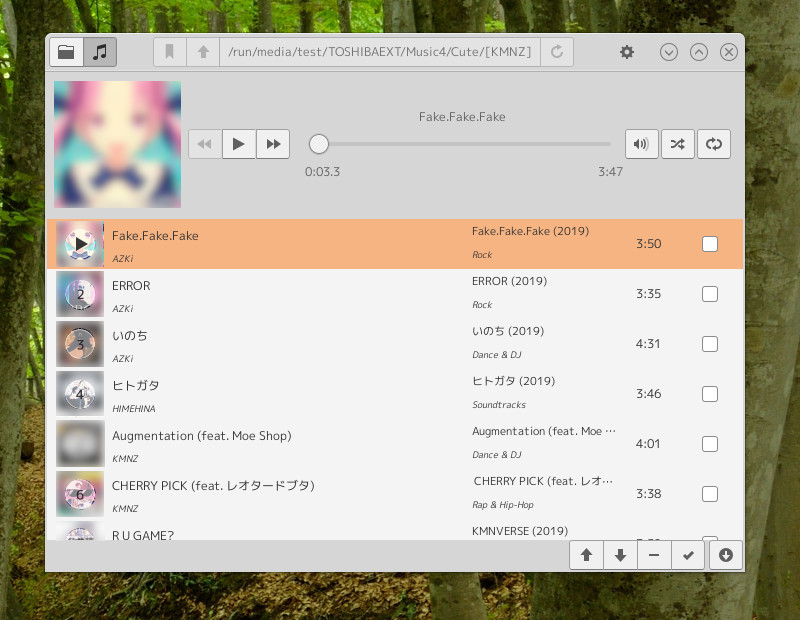 /run/media/test/TOSHIBAEXT/Music4/Cute/[KMNZ]
Fake.Fake.Fake
0:03.3
3:47
Fake.Fake.Fake
AZKi
Fake.Fake.Fake (2019)
Rock
3:50
2
ERROR
AZKi
ERROR (2019)
Rock
3:35
3
いのち
AZKi
いのち (2019)
Dance & DJ
4:31
4
ヒトガタ
HIMEHINA
ヒトガタ (2019)
Soundtracks
3:46
Augmentation (feat. Moe Shop)
KMNZ
Augmentation (feat. Moe ···
Dance & DJ
4:01
6
CHERRY PICK (feat. レオタードブタ)
KMNZ
CHERRY PICK (feat. レオ···
Rap & Hip-Hop
3:38
R U GAME?
KMNVERSE (2019)